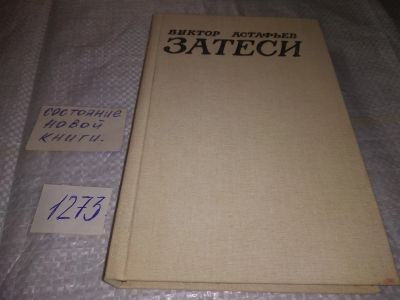 ВИКТОР АСТАФЬЕВ
ЗАТЕСИ
состояние
новой
книги.
1273